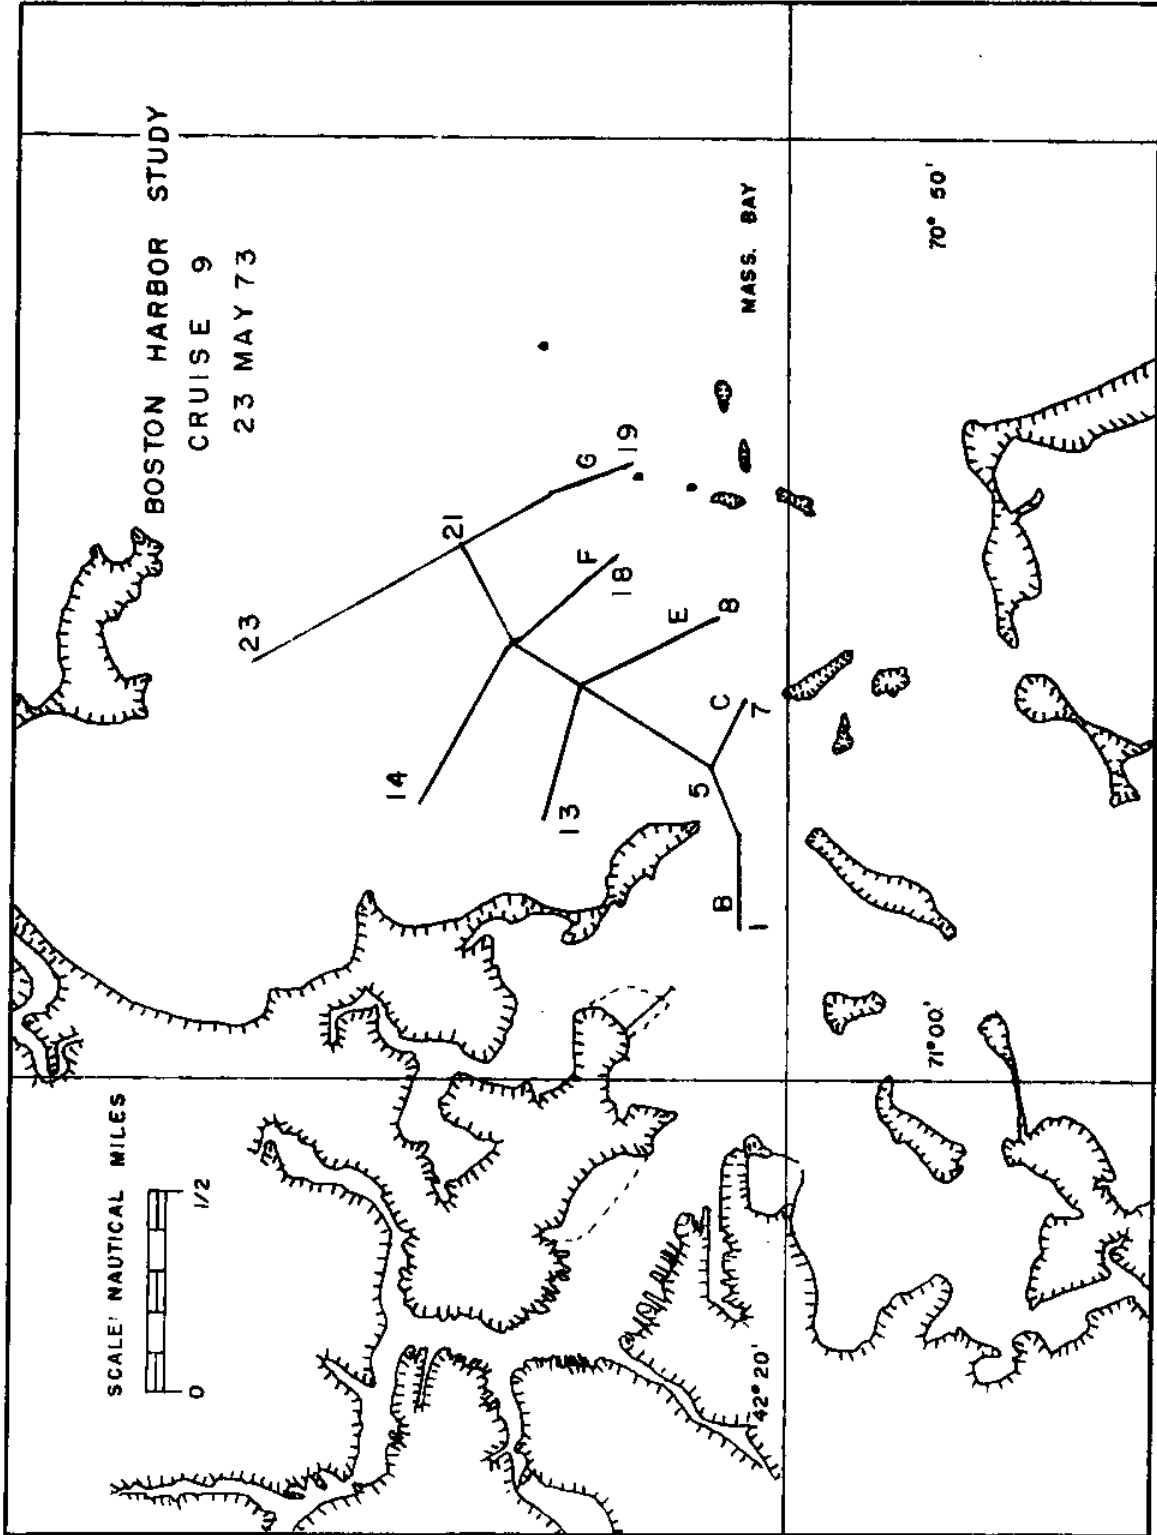 BOSTON HARBOR STUDY
CRUISE 9
23 MAY 73
SCALE: NAUTICAL MILES
0 1/2
23
21
14
G
19
F
18
13
E
8
C
7
5
B
1
MASS. BAY
42° 20'
71° 00'
70° 50'